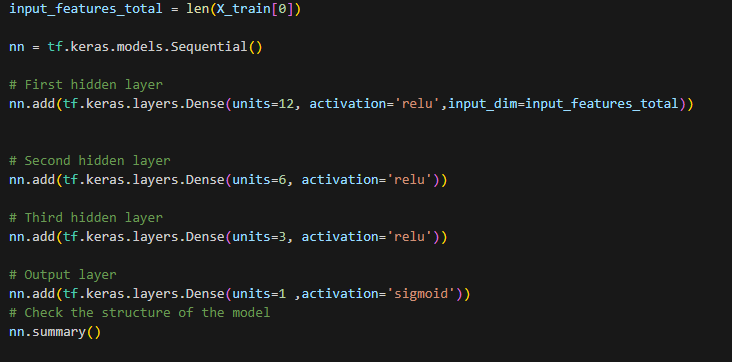 input_features_total = len(X_train[0])
nn = tf.keras.models.Sequential()
# First hidden layer
nn.add(tf.keras.layers.Dense(units=12, activation='relu',input_dim=input_features_total))
# Second hidden layer
nn.add(tf.keras.layers.Dense(units=6, activation='relu'))
# Third hidden layer
nn.add(tf.keras.layers.Dense(units=3, activation='relu'))
# Output layer
nn.add(tf.keras.layers.Dense(units=1 ,activation='sigmoid'))
# Check the structure of the model
nn.summary()